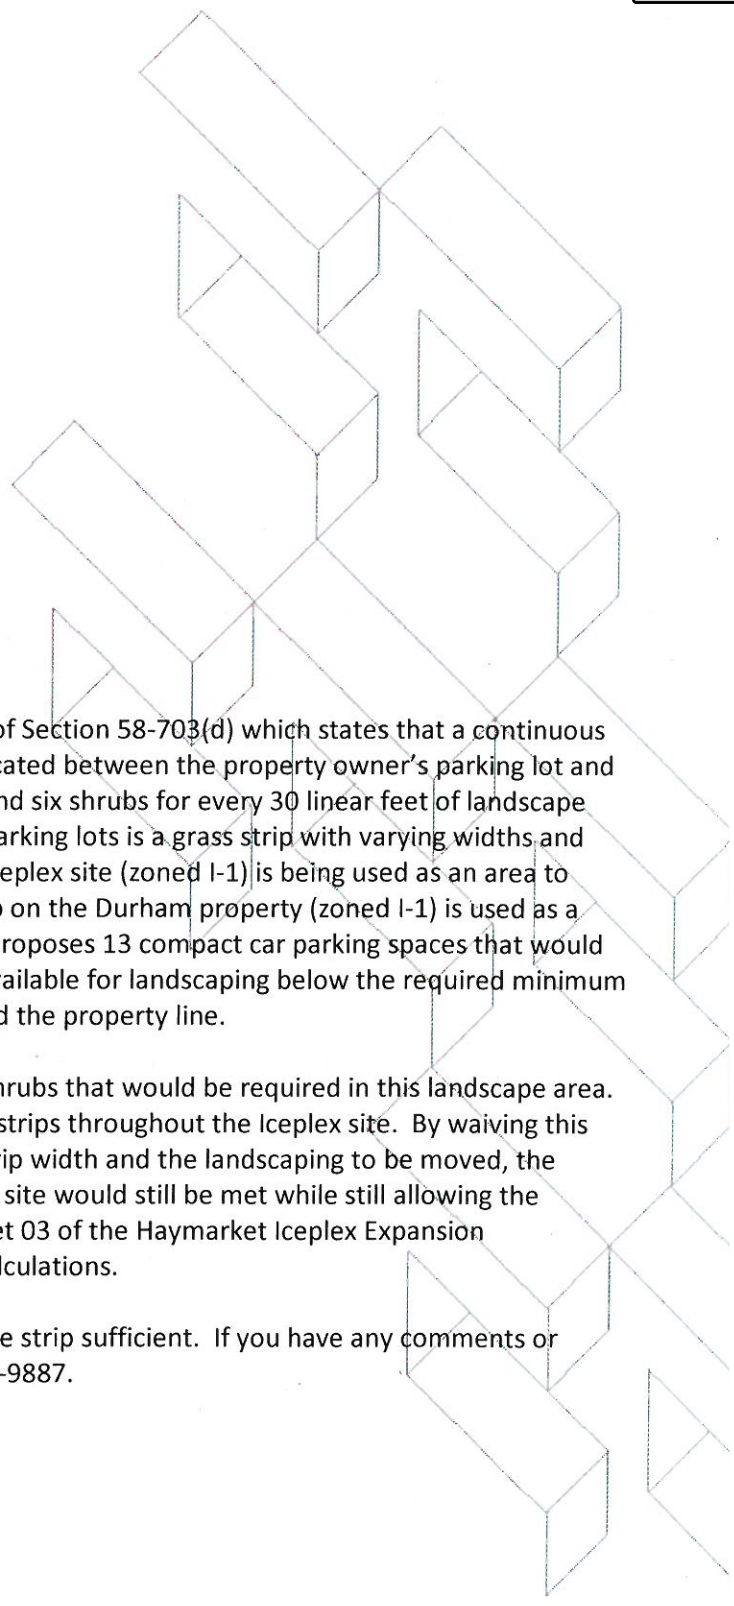 of Section 58-703(d) which states that a continuous
cated between the property owner's parking lot and
nd six shrubs for every 30 linear feet of landscape
arking lots is a grass strip with varying widths and
eplex site (zoned I-1) is being used as an area to
on the Durham property (zoned I-1) is used as a
roposes 13 compact car parking spaces that would
ailable for landscaping below the required minimum
d the property line.
hrubs that would be required in this landscape area.
strips throughout the Iceplex site. By waiving this
rip width and the landscaping to be moved, the
site would still be met while still allowing the
et 03 of the Haymarket Iceplex Expansion
lculations.
e strip sufficient. If you have any comments or
-9887.